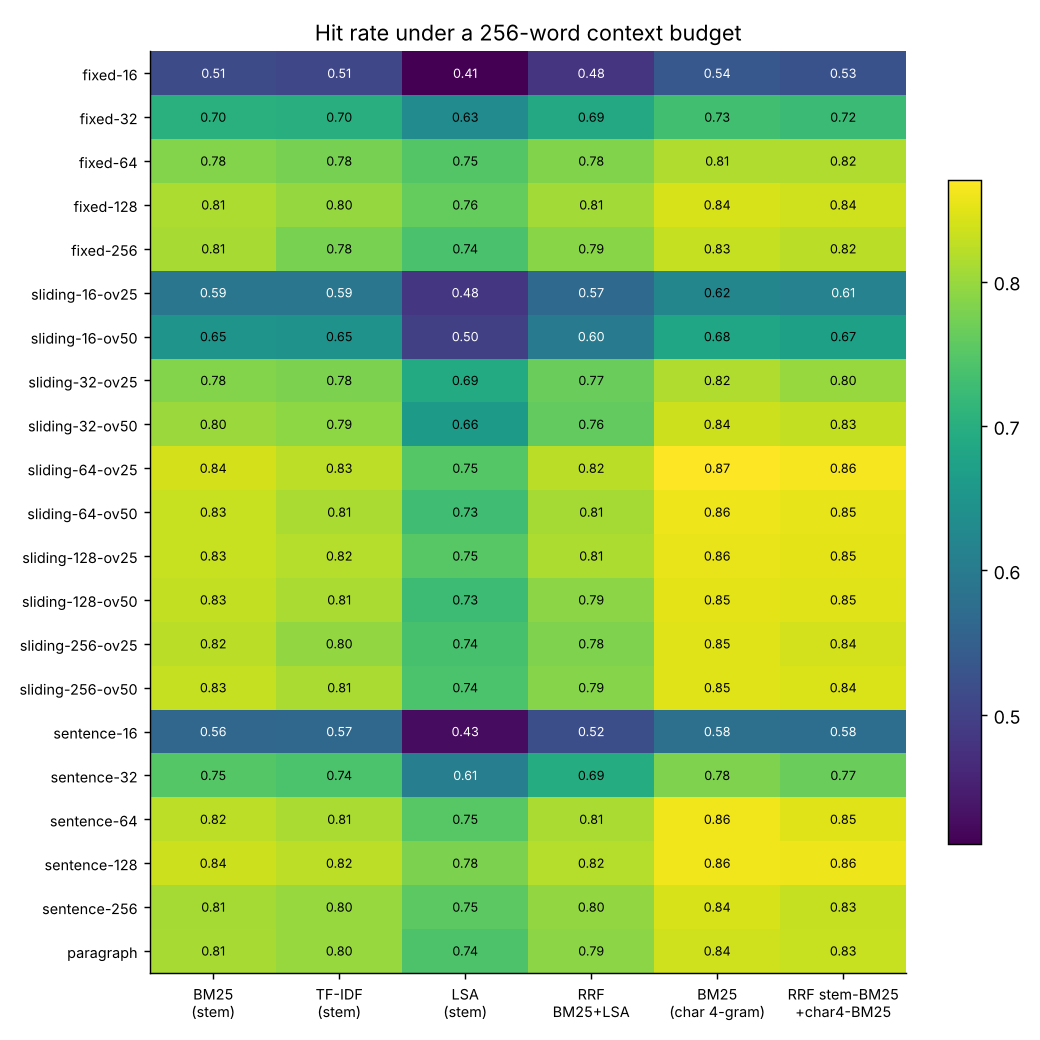 Hit rate under a 256-word context budget
fixed-16 0.51 0.51 0.41 0.48 0.54 0.53
fixed-32 0.70 0.70 0.63 0.69 0.73 0.72
fixed-64 0.78 0.78 0.75 0.78 0.81 0.82
fixed-128 0.81 0.80 0.76 0.81 0.84 0.84
fixed-256 0.81 0.78 0.74 0.79 0.83 0.82
sliding-16-ov25 0.59 0.59 0.48 0.57 0.62 0.61
sliding-16-ov50 0.65 0.65 0.50 0.60 0.68 0.67
sliding-32-ov25 0.78 0.78 0.69 0.77 0.82 0.80
sliding-32-ov50 0.80 0.79 0.66 0.76 0.84 0.83
sliding-64-ov25 0.84 0.83 0.75 0.82 0.87 0.86
sliding-64-ov50 0.83 0.81 0.73 0.81 0.86 0.85
sliding-128-ov25 0.83 0.82 0.75 0.81 0.86 0.85
sliding-128-ov50 0.83 0.81 0.73 0.79 0.85 0.85
sliding-256-ov25 0.82 0.80 0.74 0.78 0.85 0.84
sliding-256-ov50 0.83 0.81 0.74 0.79 0.85 0.84
sentence-16 0.56 0.57 0.43 0.52 0.58 0.58
sentence-32 0.75 0.74 0.61 0.69 0.78 0.77
sentence-64 0.82 0.81 0.75 0.81 0.86 0.85
sentence-128 0.84 0.82 0.78 0.82 0.86 0.86
sentence-256 0.81 0.80 0.75 0.80 0.84 0.83
paragraph 0.81 0.80 0.74 0.79 0.84 0.83
BM25 TF-IDF LSA RRF BM25 RRF stem-BM25
(stem) (stem) (stem) BM25+LSA (char 4-gram) +char4-BM25
0.8
0.7
0.6
0.5